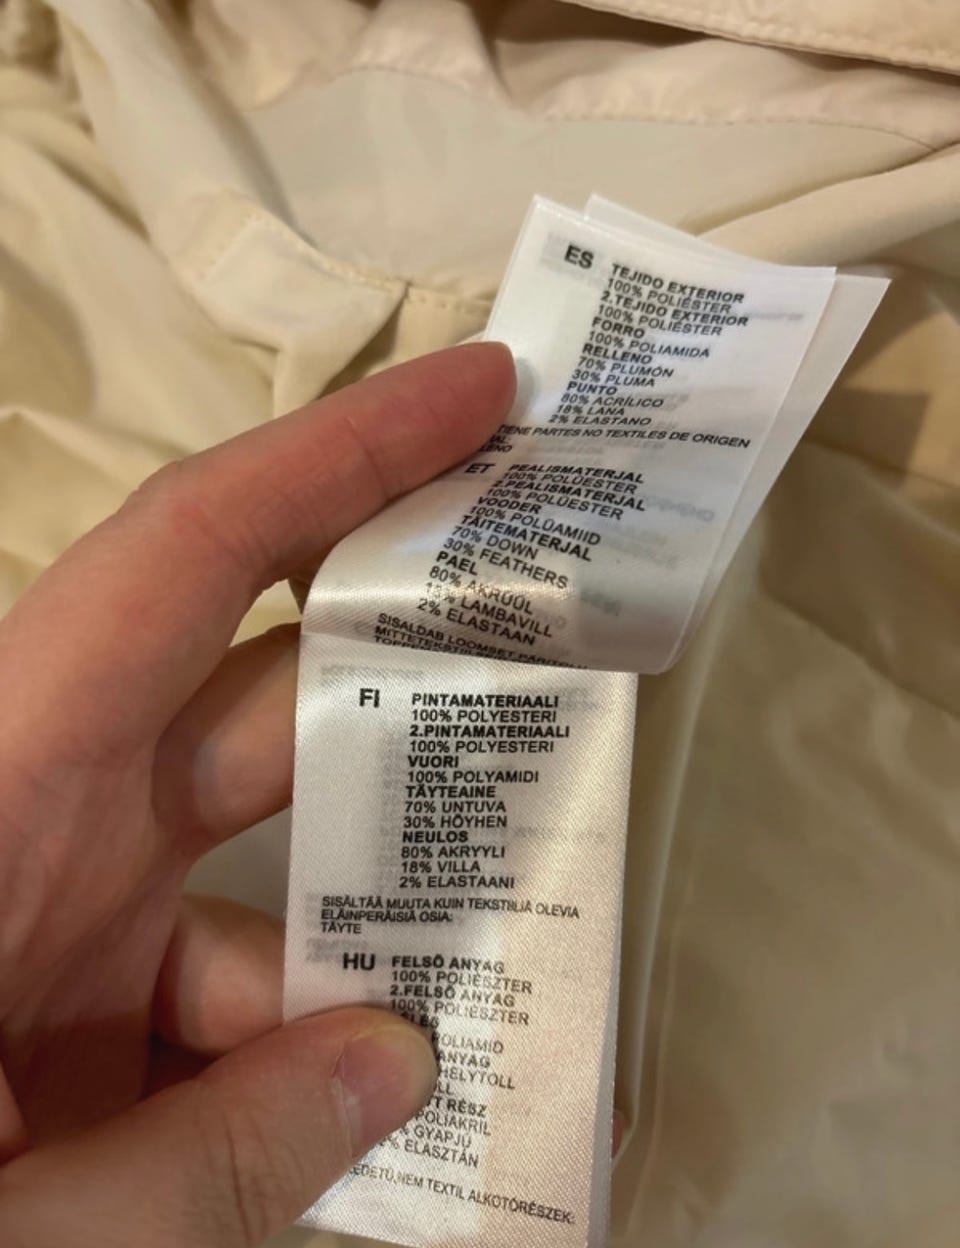 ES TEJIDO EXTERIOR
100% POLIÉSTER
2.TEJIDO EXTERIOR
100% POLIÉSTER
FORRO
100% POLIAMIDA
RELLENO
70% PLUMÓN
30% PLUMA
PUNTO
80% ACRÍLICO
18% LANA
2% ELASTANO
TIENE PARTES NO TEXTILES DE ORIGEN
ET PEALISMATERJAL
100% POLÜESTER
2.PEALISMATERJAL
100% POLÜESTER
VOODER
100% POLÜAMIID
TÄITEMATERJAL
70% DOWN
30% FEATHERS
PAEL
80% AKRÜÜL
18% LAMBAVILL
2% ELASTAAN
SISALDAB LOOMSET PÄRITOLU
FI PINTAMATERIAALI
100% POLYESTERI
2.PINTAMATERIAALI
100% POLYESTERI
VUORI
100% POLYAMIDI
TÄYTEAINE
70% UNTUVA
30% HÖYHEN
NEULOS
80% AKRYYLI
18% VILLA
2% ELASTAANI
SISÄLTÄÄ MUUTA KUIN TEKSTIILIÄ OLEVIA
ELÄINPERÄISIÄ OSIA:
TÄYTE
HU FELSŐ ANYAG
100% POLIÉSZTER
2.FELSŐ ANYAG
100% POLIÉSZTER
POLIAMID
ANYAG
HELYTOLL
TT RÉSZ
POLIAKRIL
% GYAPJÚ
2% ELASZTÁN
EDETŰ,NEM TEXTIL ALKOTÓRÉSZEK: